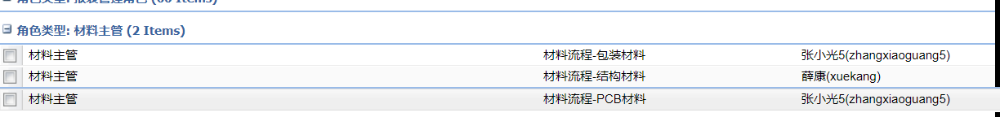 角色类型: 材料主管 (2 Items)
材料主管 材料流程-包装材料 张小光5(zhangxiaoguang5)
材料主管 材料流程-结构材料 薛康(xuekang)
材料主管 材料流程-PCB材料 张小光5(zhangxiaoguang5)